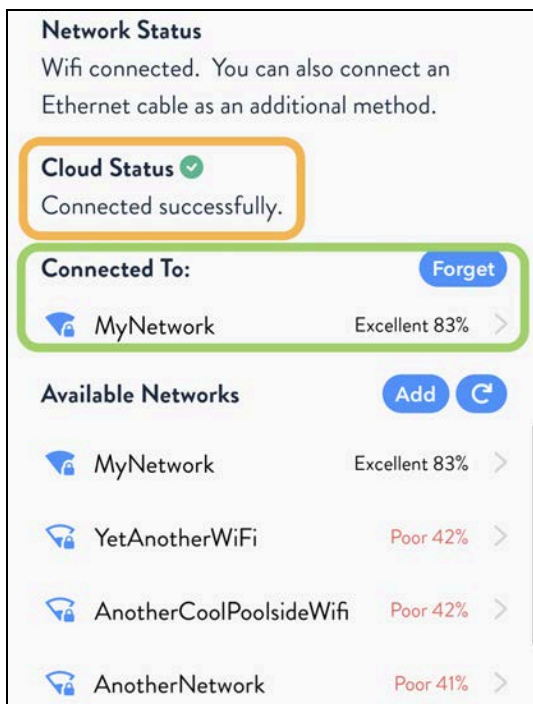 Network Status
Wifi connected. You can also connect an
Ethernet cable as an additional method.
Cloud Status
Connected successfully.
Connected To: Forget
MyNetwork Excellent 83%
Available Networks Add
MyNetwork Excellent 83%
YetAnotherWiFi Poor 42%
AnotherCoolPoolsideWifi Poor 42%
AnotherNetwork Poor 41%